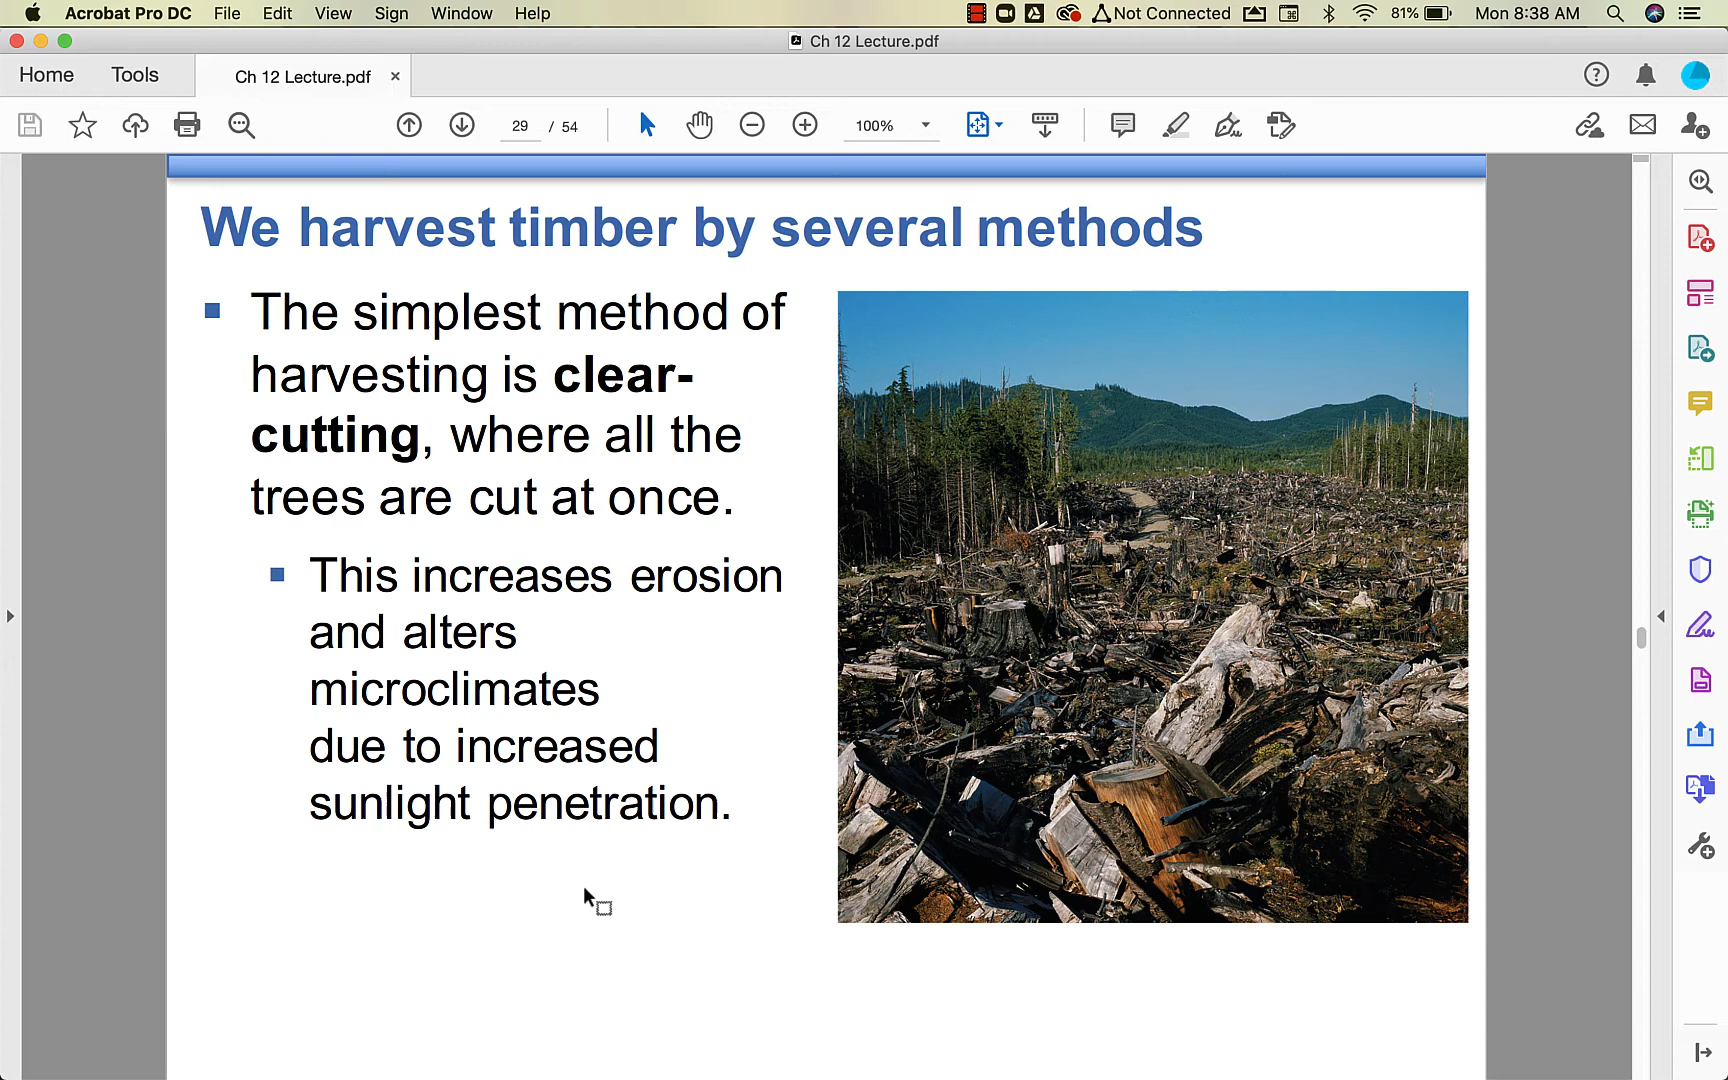 Acrobat Pro DC File Edit View Sign Window Help Not Connected 81% Mon 8:38 AM
Ch 12 Lecture.pdf
Home Tools Ch 12 Lecture.pdf ×
29 / 54 100%
We harvest timber by several methods
The simplest method of
harvesting is clear-
cutting, where all the
trees are cut at once.
This increases erosion
and alters
microclimates
due to increased
sunlight penetration.